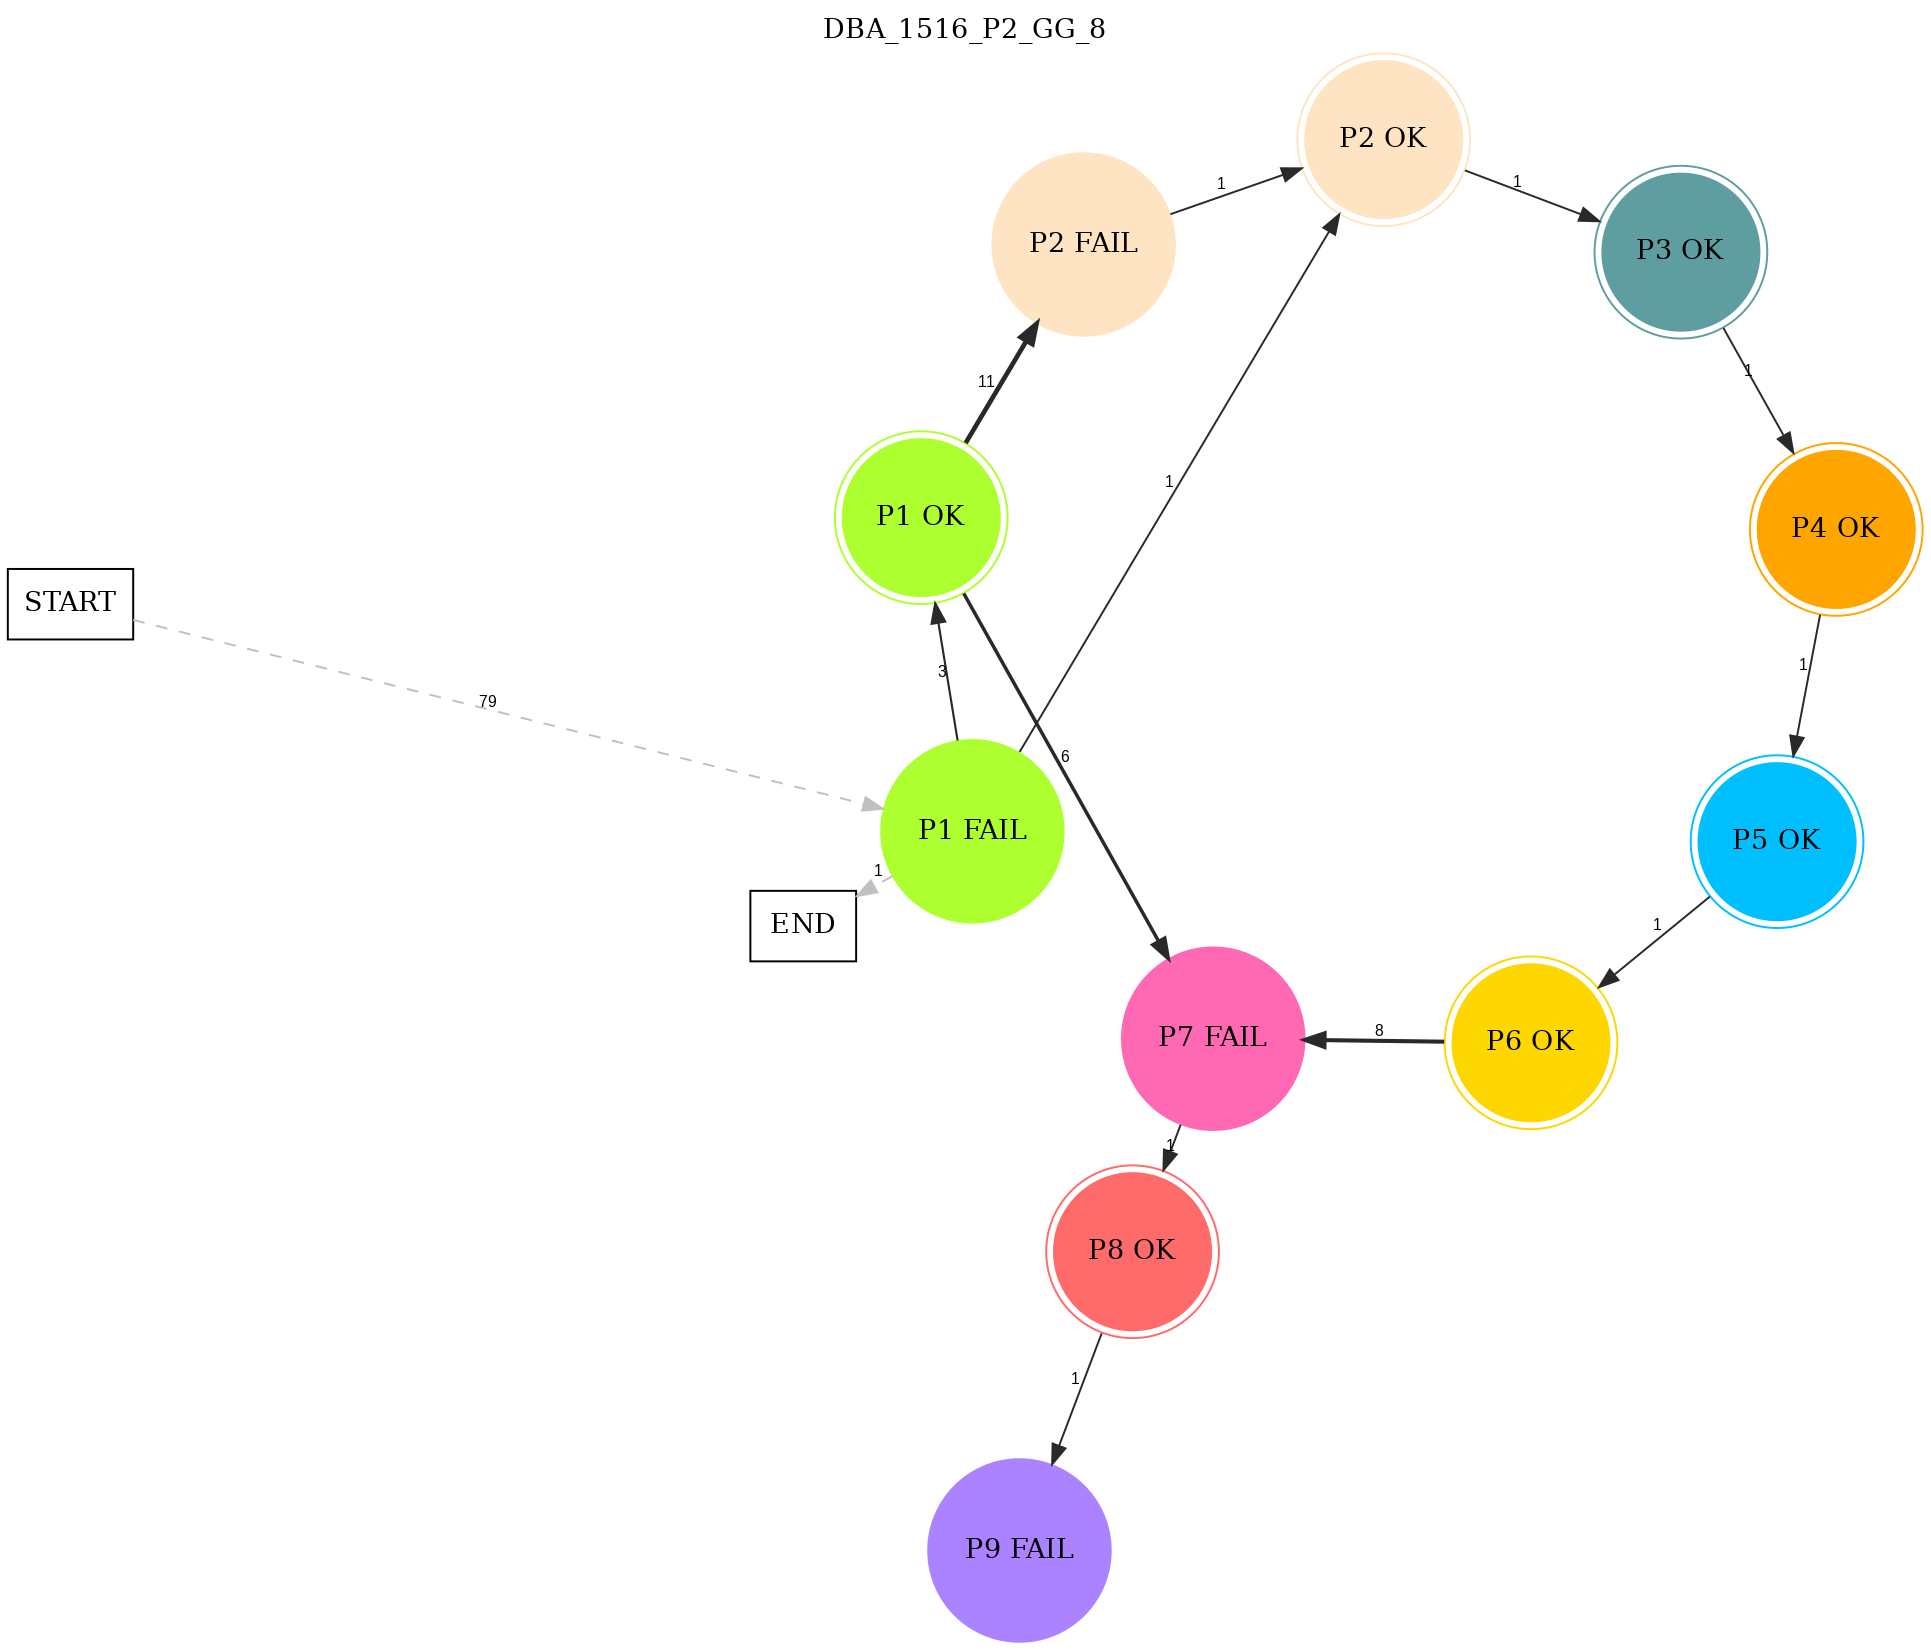 DBA_1516_P2_GG_8
P2 OK
1
1
P2 FAIL
P3 OK
11
1
1
P1 OK
P4 OK
START
3
1
79
6
P1 FAIL
P5 OK
1
END
1
8
P7 FAIL
P6 OK
1
P8 OK
1
P9 FAIL